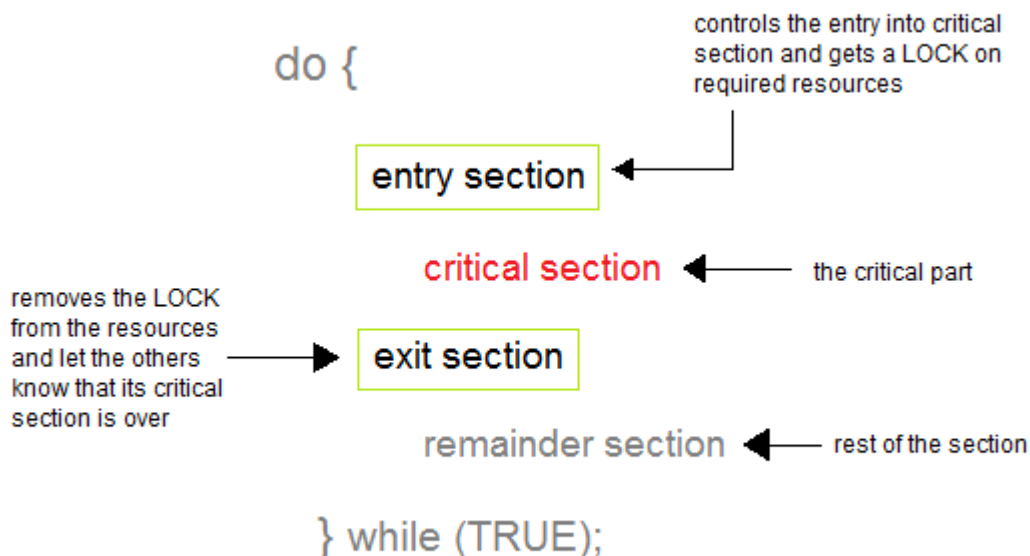 controls the entry into critical
section and gets a LOCK on
required resources
do {
entry section
critical section
the critical part
removes the LOCK
from the resources
and let the others
know that its critical
section is over
exit section
remainder section
rest of the section
} while (TRUE);